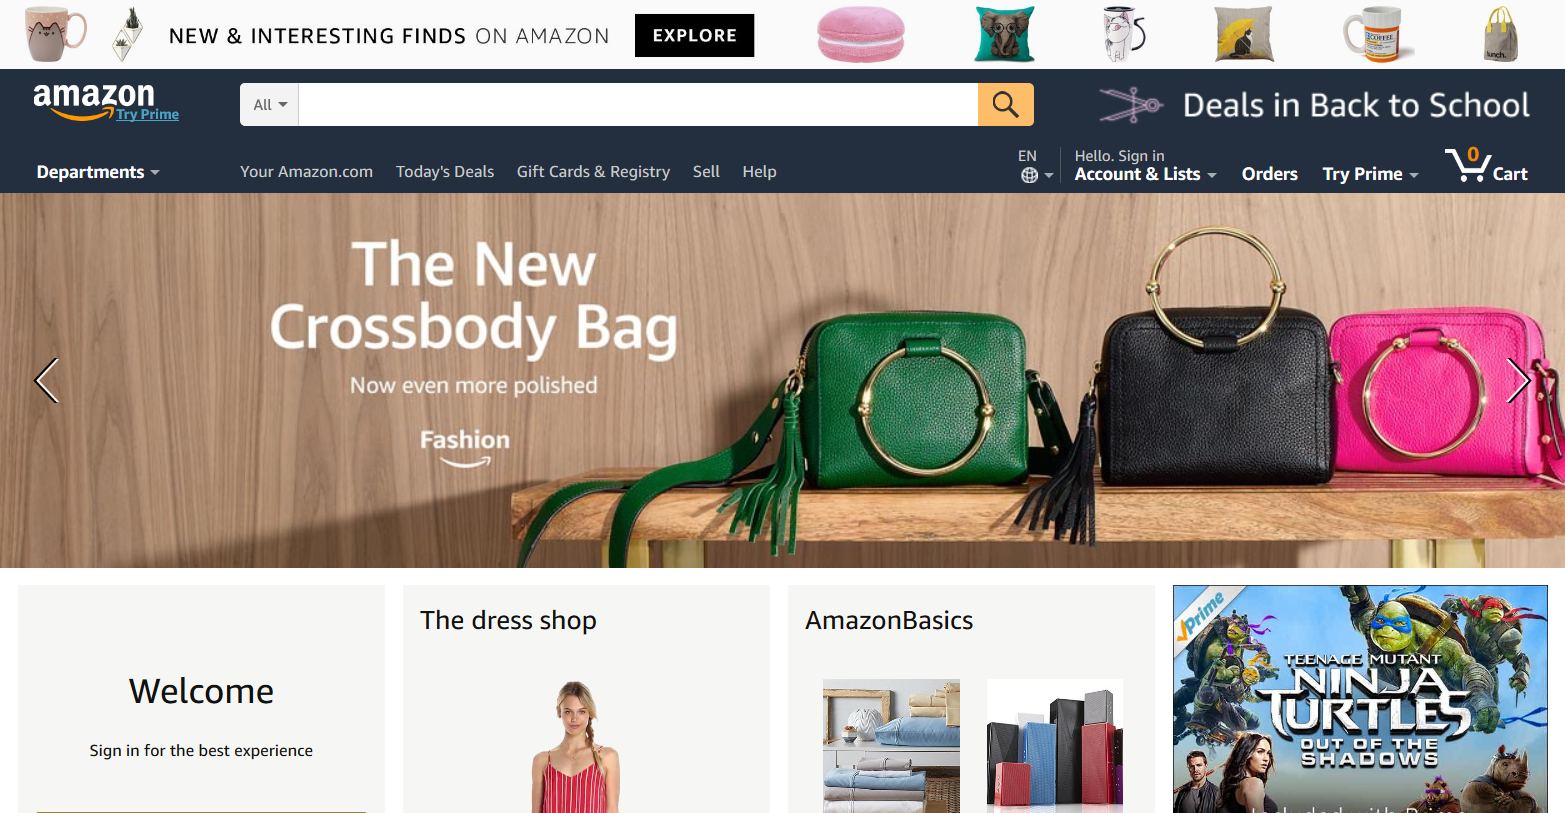 NEW & INTERESTING FINDS ON AMAZON
EXPLORE
COFFEE
lunch.
amazon
Try Prime
All
Deals in Back to School
Departments
Your Amazon.com
Today's Deals
Gift Cards & Registry
Sell
Help
EN
Hello. Sign in
Account & Lists
Orders
Try Prime
0
Cart
The New
Crossbody Bag
Now even more polished
Fashion
Welcome
Sign in for the best experience
The dress shop
AmazonBasics
Prime
TEENAGE MUTANT
NINJA
TURTLES
OUT OF THE
SHADOWS